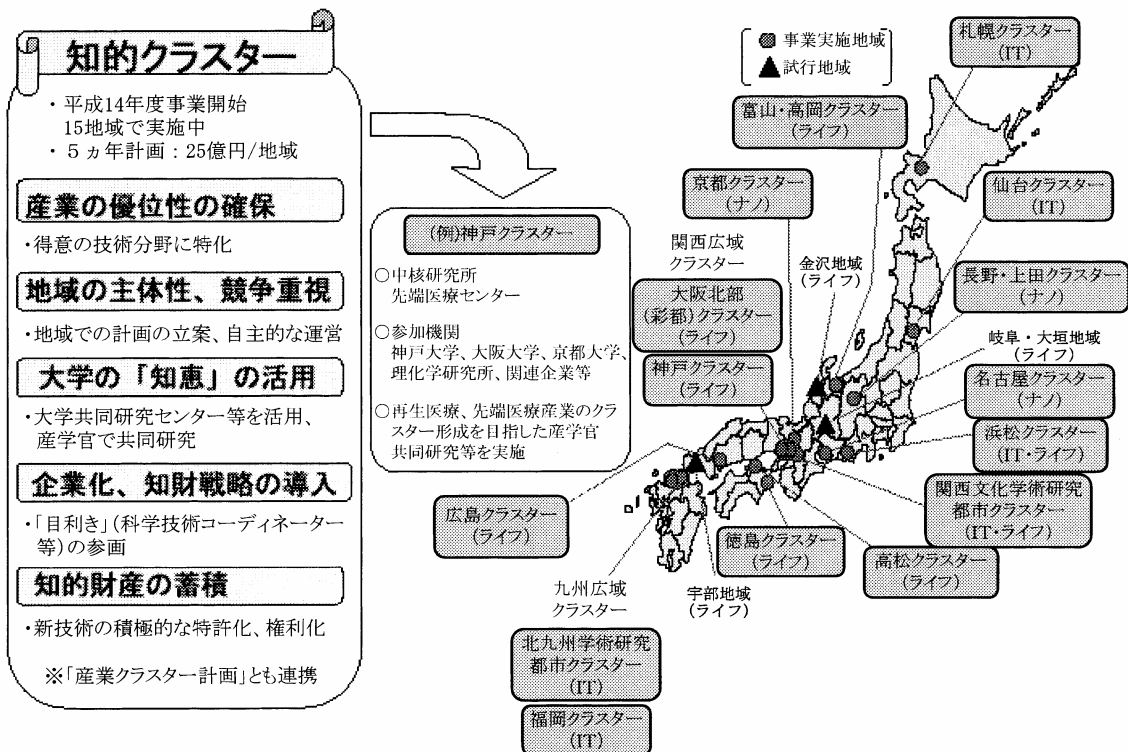 知的クラスター
・平成14年度事業開始
15地域で実施中
・５ヵ年計画：25億円/地域
産業の優位性の確保
・得意の技術分野に特化
地域の主体性、競争重視
・地域での計画の立案、自主的な運営
大学の「知恵」の活用
・大学共同研究センター等を活用、
産学官で共同研究
企業化、知財戦略の導入
・「目利き」(科学技術コーディネーター
等)の参画
知的財産の蓄積
・新技術の積極的な特許化、権利化
※「産業クラスター計画」とも連携
(例)神戸クラスター
○中核研究所
先端医療センター
○参加機関
神戸大学、大阪大学、京都大学、
理化学研究所、関連企業等
○再生医療、先端医療産業のクラ
スター形成を目指した産学官
共同研究等を実施
事業実施地域
試行地域
札幌クラスター
(IT)
富山・高岡クラスター
(ライフ)
京都クラスター
(ナノ)
仙台クラスター
(IT)
関西広域
クラスター
金沢地域
(ライフ)
長野・上田クラスター
(ナノ)
大阪北部
(彩都)クラスター
(ライフ)
岐阜・大垣地域
(ライフ)
神戸クラスター
(ライフ)
名古屋クラスター
(ナノ)
浜松クラスター
(IT・ライフ)
関西文化学術研究
都市クラスター
(IT・ライフ)
広島クラスター
(ライフ)
徳島クラスター
(ライフ)
高松クラスター
(ライフ)
九州広域
クラスター
宇部地域
(ライフ)
北九州学術研究
都市クラスター
(IT)
福岡クラスター
(IT)